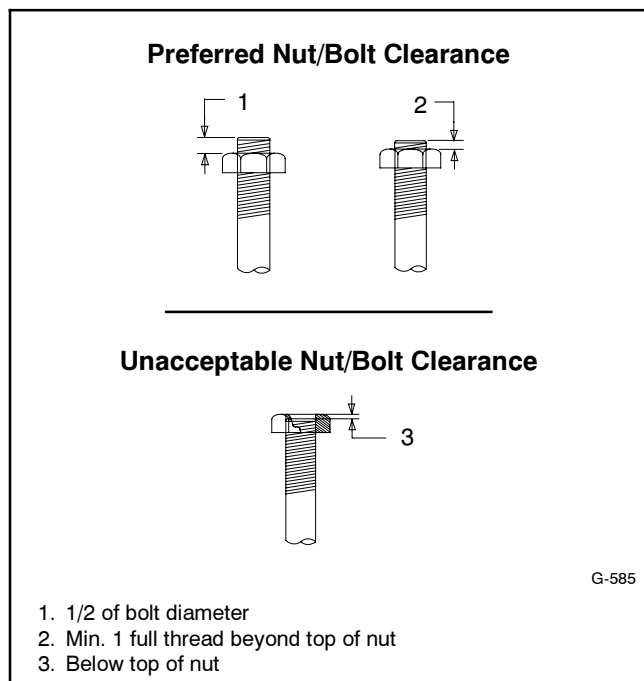 Preferred Nut/Bolt Clearance
1
2
Unacceptable Nut/Bolt Clearance
3
G-585
1. 1/2 of bolt diameter
2. Min. 1 full thread beyond top of nut
3. Below top of nut